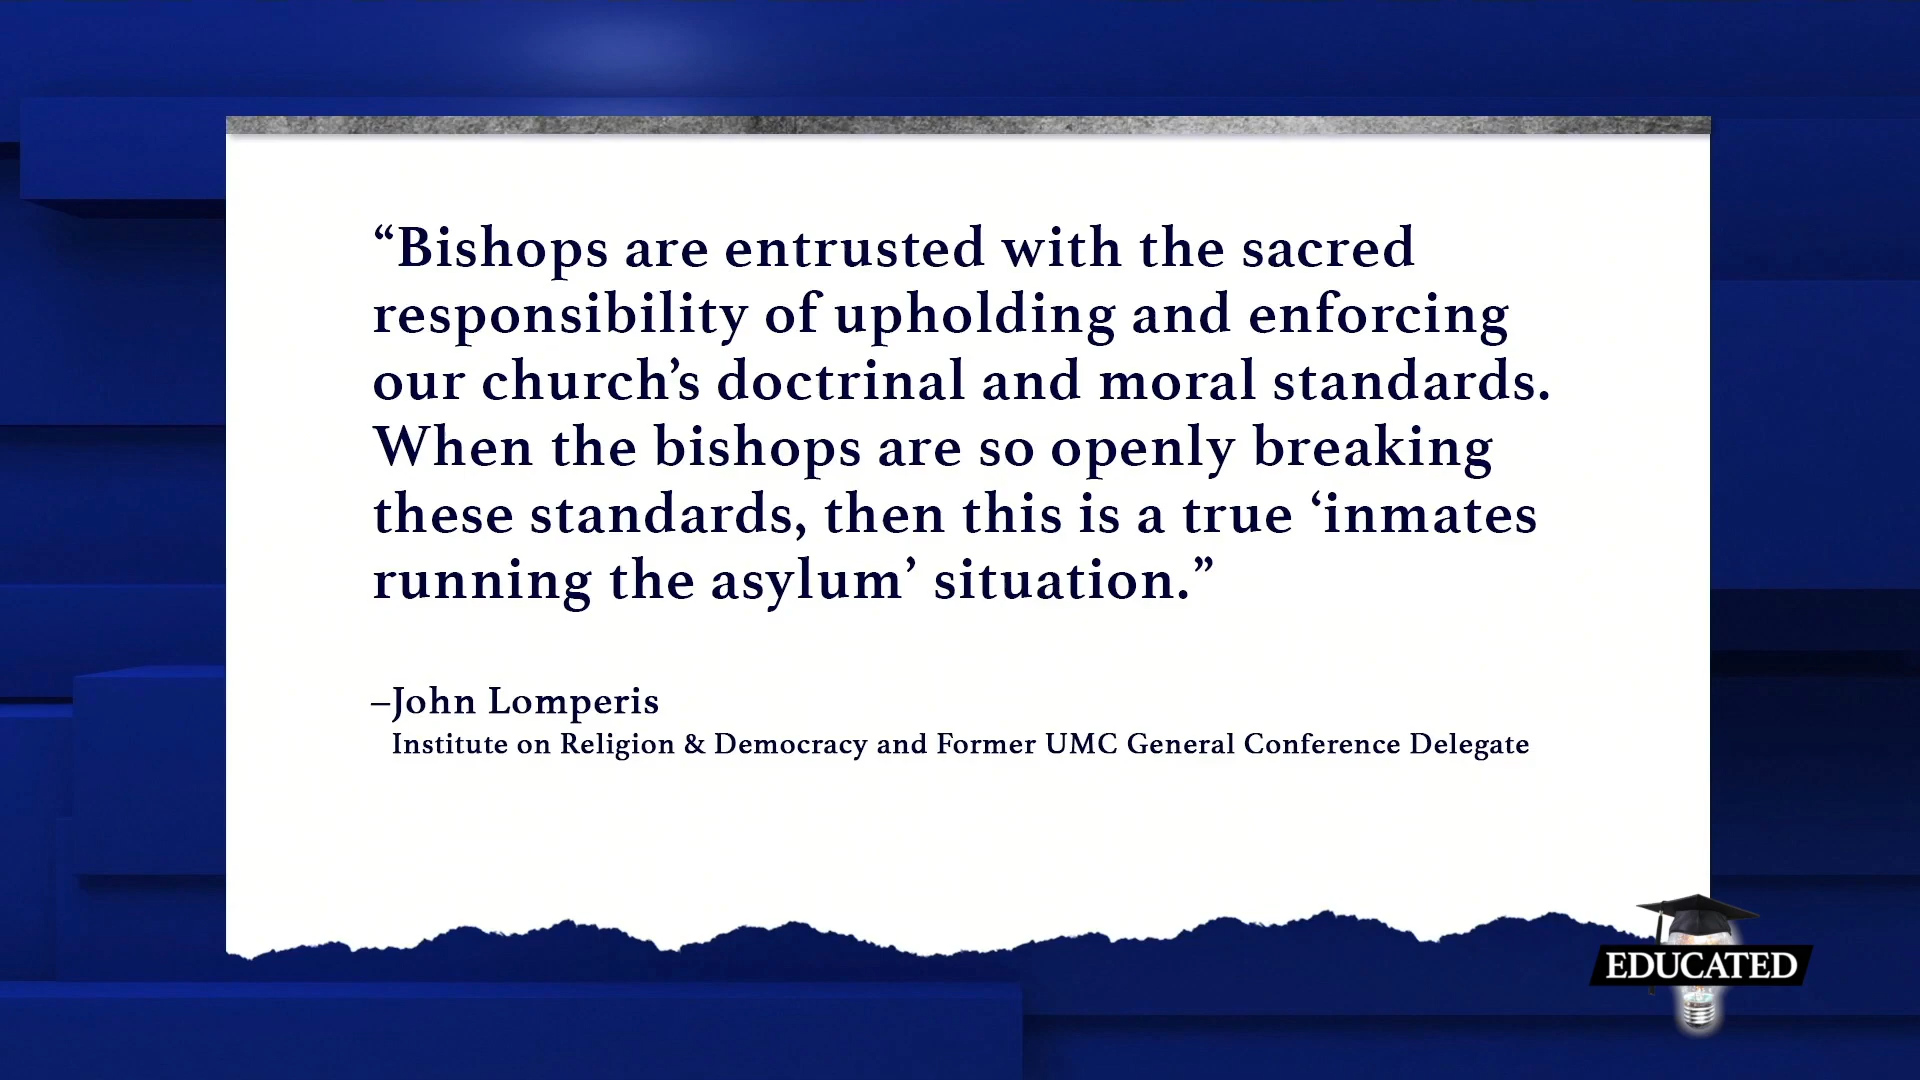 “Bishops are entrusted with the sacred
responsibility of upholding and enforcing
our church’s doctrinal and moral standards.
When the bishops are so openly breaking
these standards, then this is a true ‘inmates
running the asylum’ situation.”
–John Lomperis
Institute on Religion & Democracy and Former UMC General Conference Delegate
EDUCATED